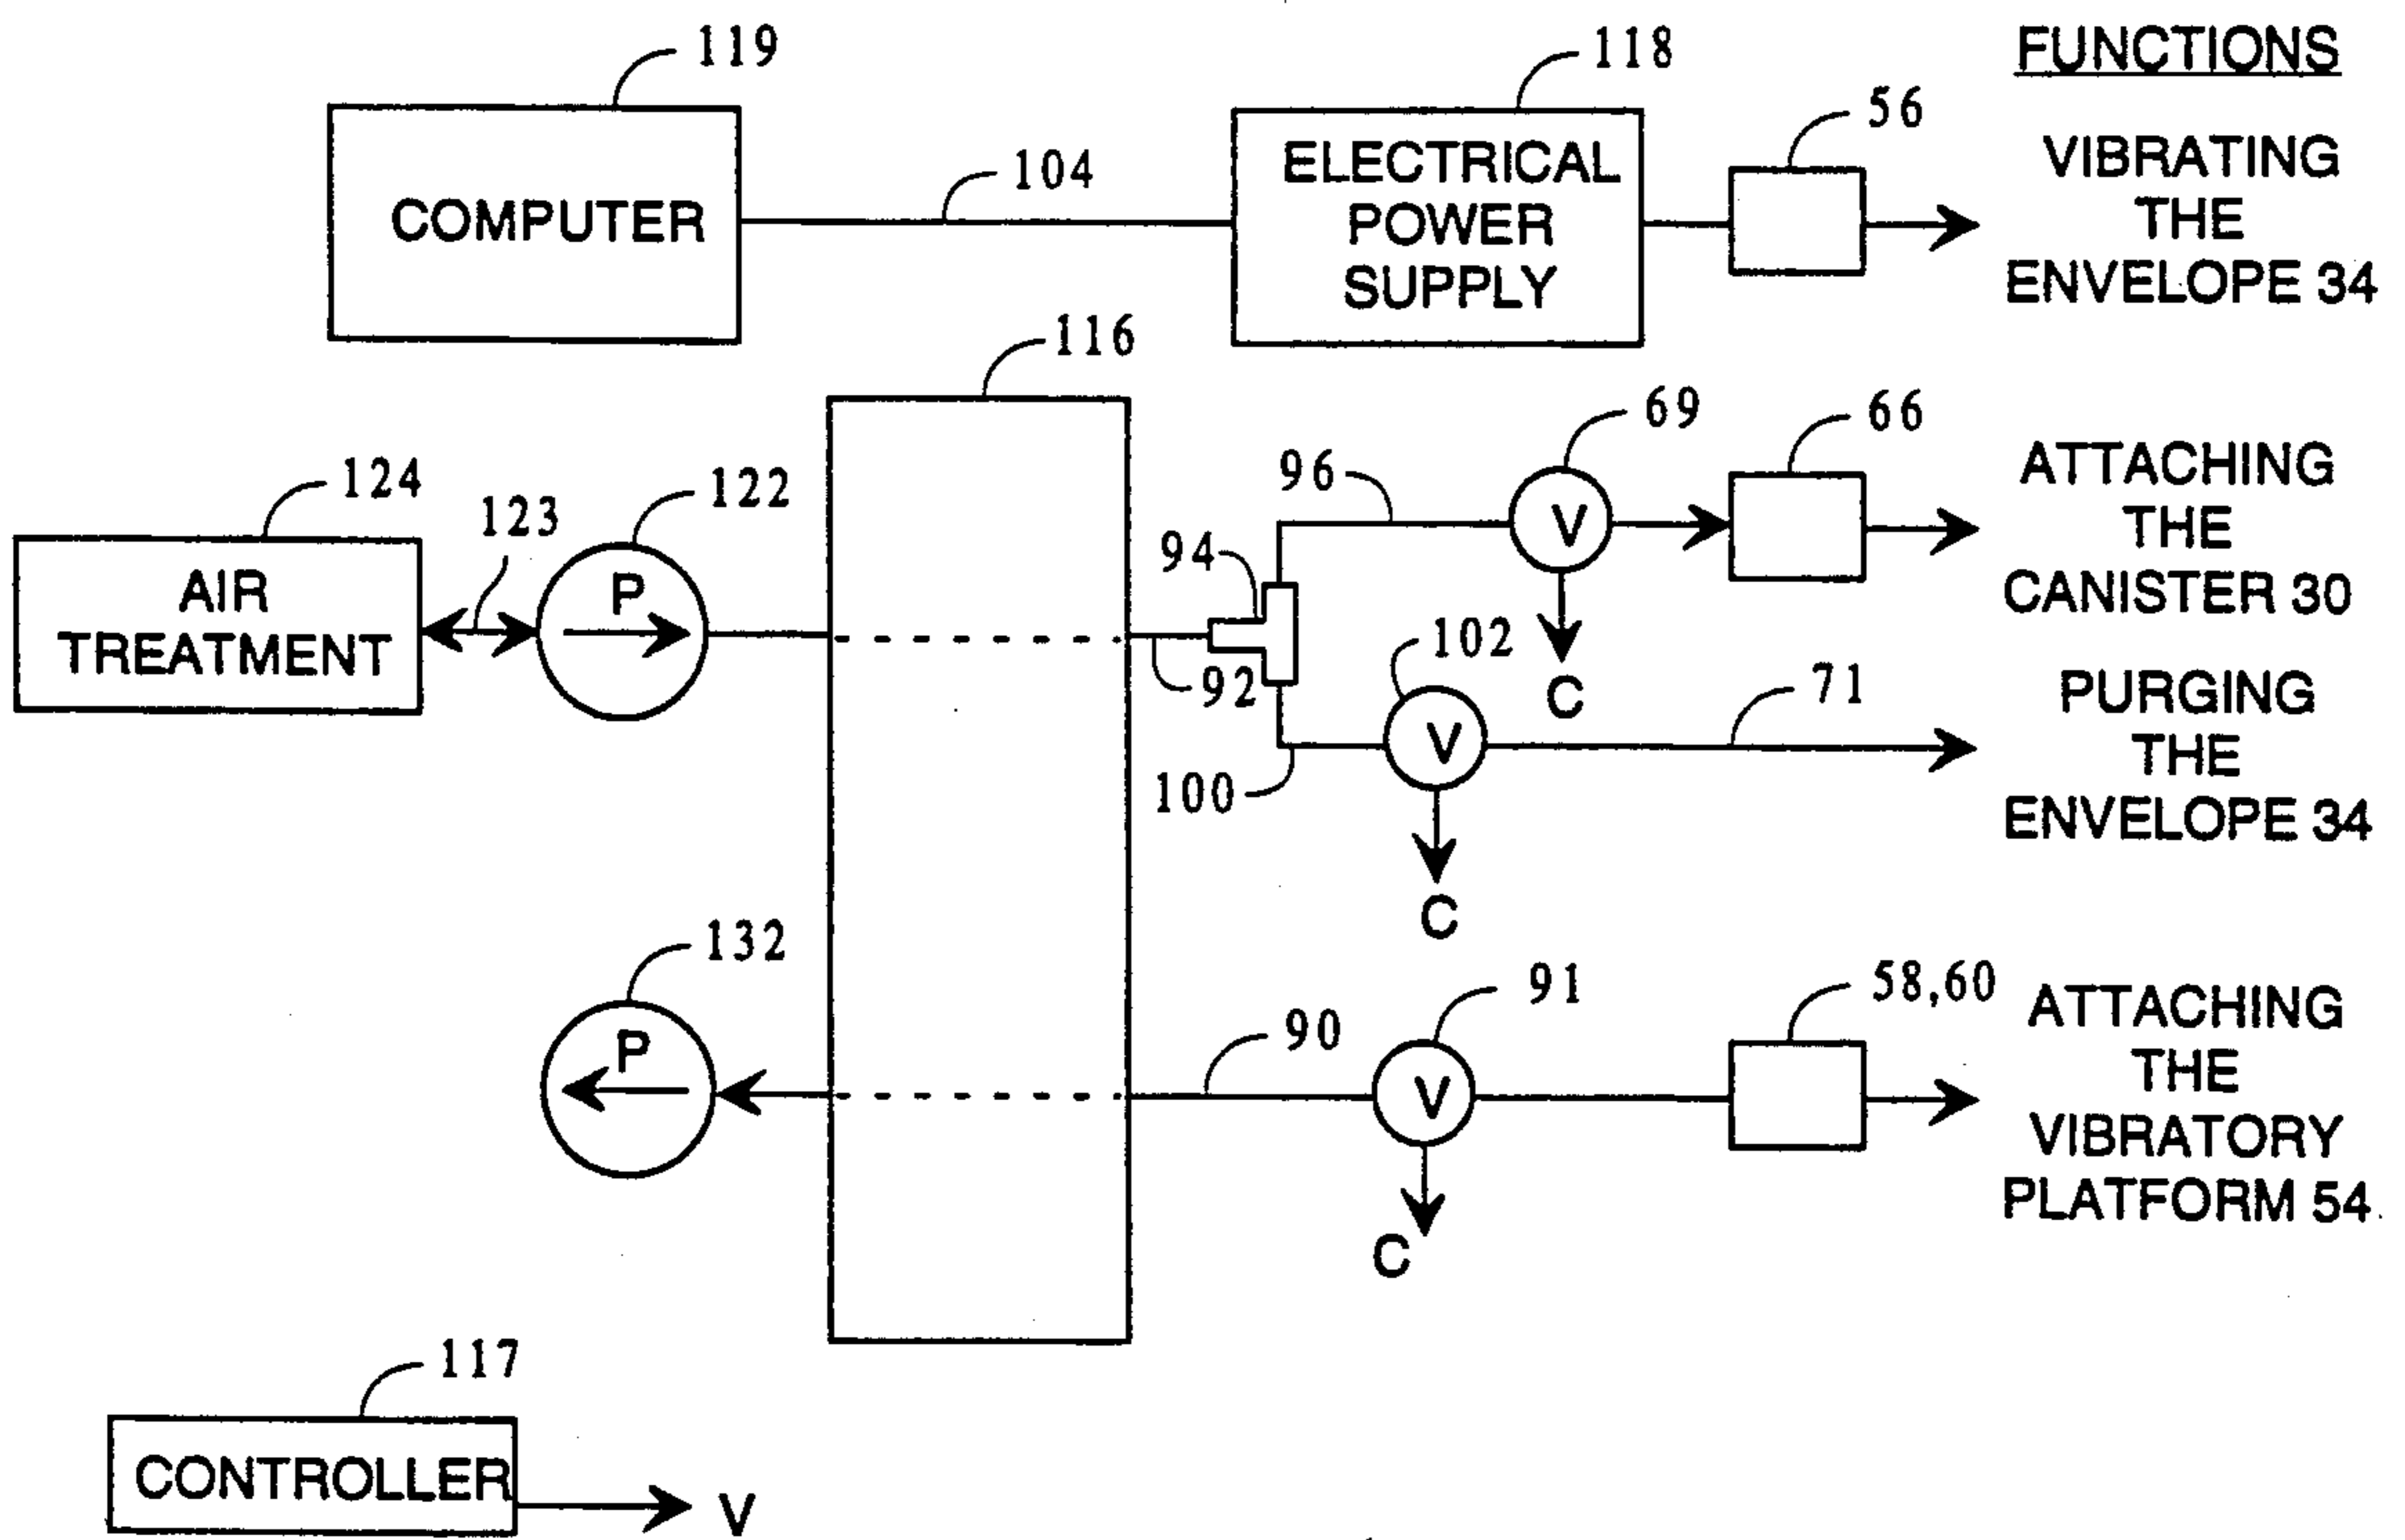 119
118
FUNCTIONS
56
COMPUTER
104
ELECTRICAL
POWER
SUPPLY
VIBRATING
THE
ENVELOPE 34
116
69
66
96
V
C
ATTACHING
THE
CANISTER 30
124
123
122
AIR
TREATMENT
P
94
92
102
V
C
71
100
PURGING
THE
ENVELOPE 34
132
P
90
91
V
C
58,60
ATTACHING
THE
VIBRATORY
PLATFORM 54
117
CONTROLLER
V